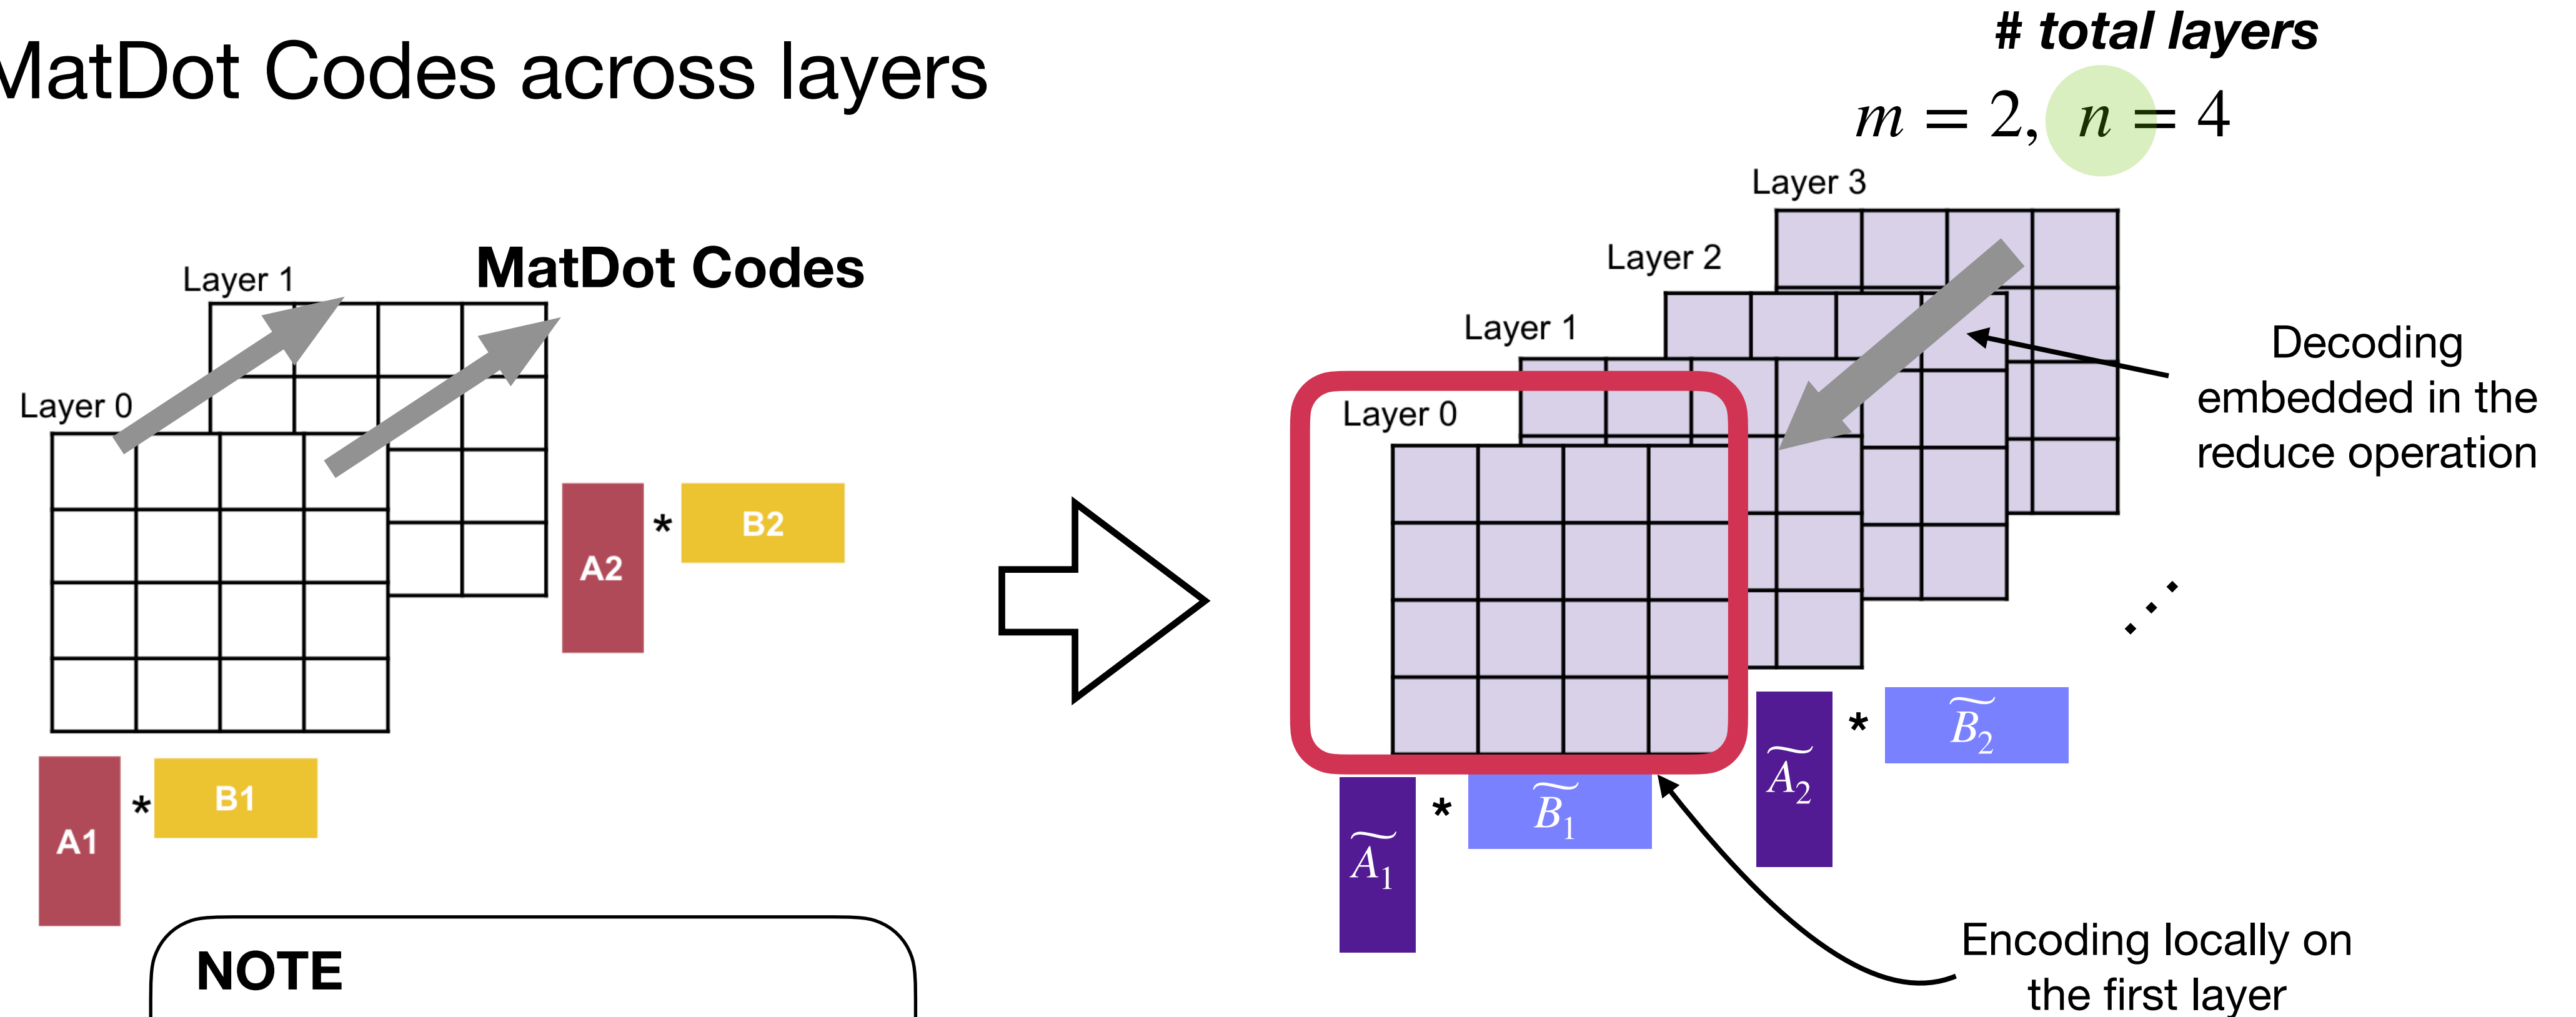 MatDot Codes across layers
# total layers
m = 2, n = 4
Layer 1
MatDot Codes
Layer 0
A2
*
B2
A1
*
B1
Layer 3
Layer 2
Layer 1
Layer 0
Decoding
embedded in the
reduce operation
Ã₂
*
B̃₂
Ã₁
*
B̃₁
Encoding locally on
the first layer
NOTE